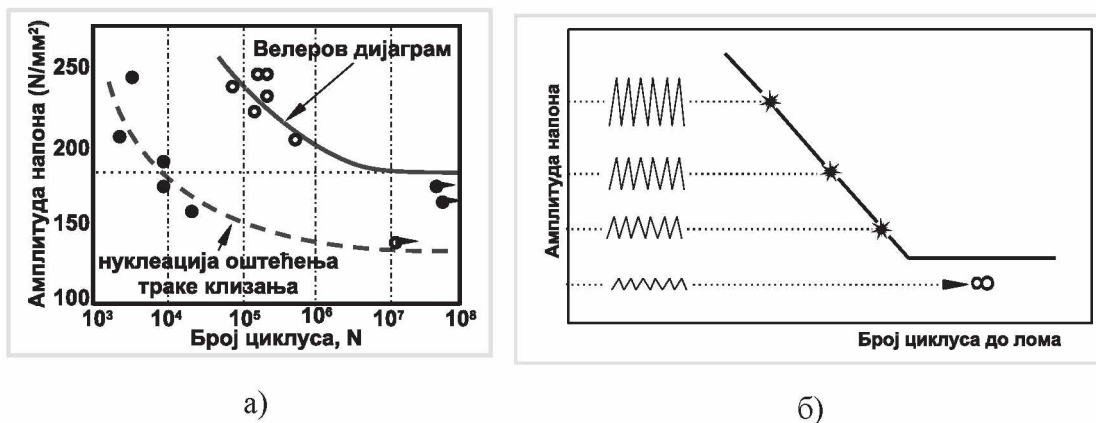 Амплитуда напона (N/мм²)
250
200
150
100
Велеров дијаграм
нуклеација оштећења
траке клизања
10³ 10⁴ 10⁵ 10⁶ 10⁷ 10⁸
Број циклуса, N
а)
Амплитуда напона
∞
Број циклуса до лома
б)